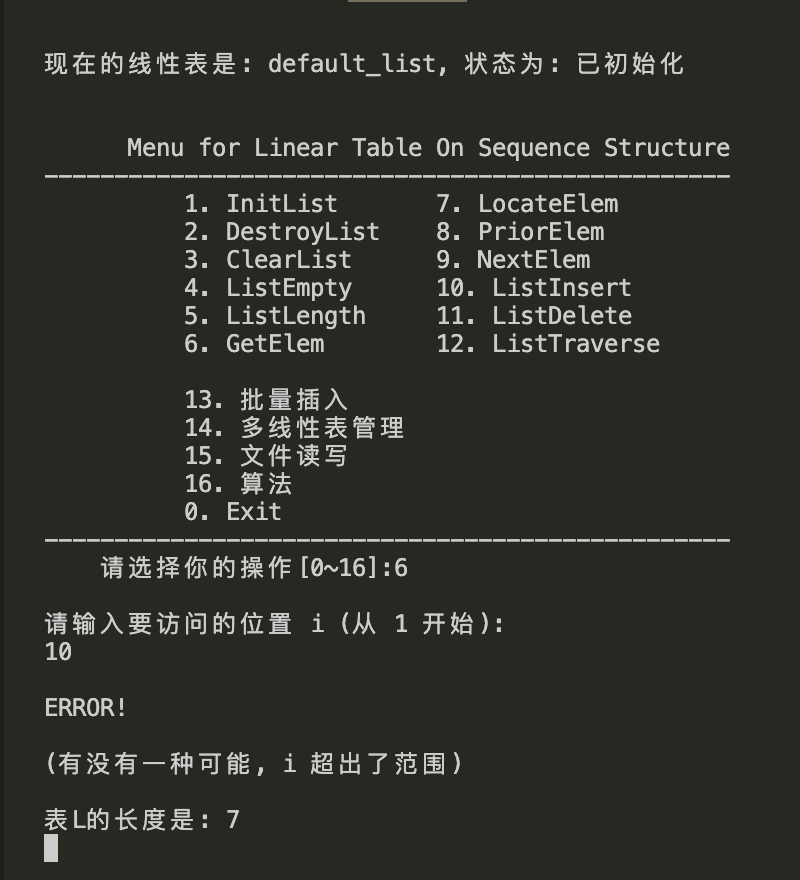 现在的线性表是: default_list, 状态为: 已初始化
Menu for Linear Table On Sequence Structure
-------------------------------------------------
1. InitList 7. LocateElem
2. DestroyList 8. PriorElem
3. ClearList 9. NextElem
4. ListEmpty 10. ListInsert
5. ListLength 11. ListDelete
6. GetElem 12. ListTraverse
13. 批量插入
14. 多线性表管理
15. 文件读写
16. 算法
0. Exit
-------------------------------------------------
请选择你的操作[0~16]:6
请输入要访问的位置 i (从 1 开始):
10
ERROR!
(有没有一种可能, i 超出了范围)
表L的长度是: 7